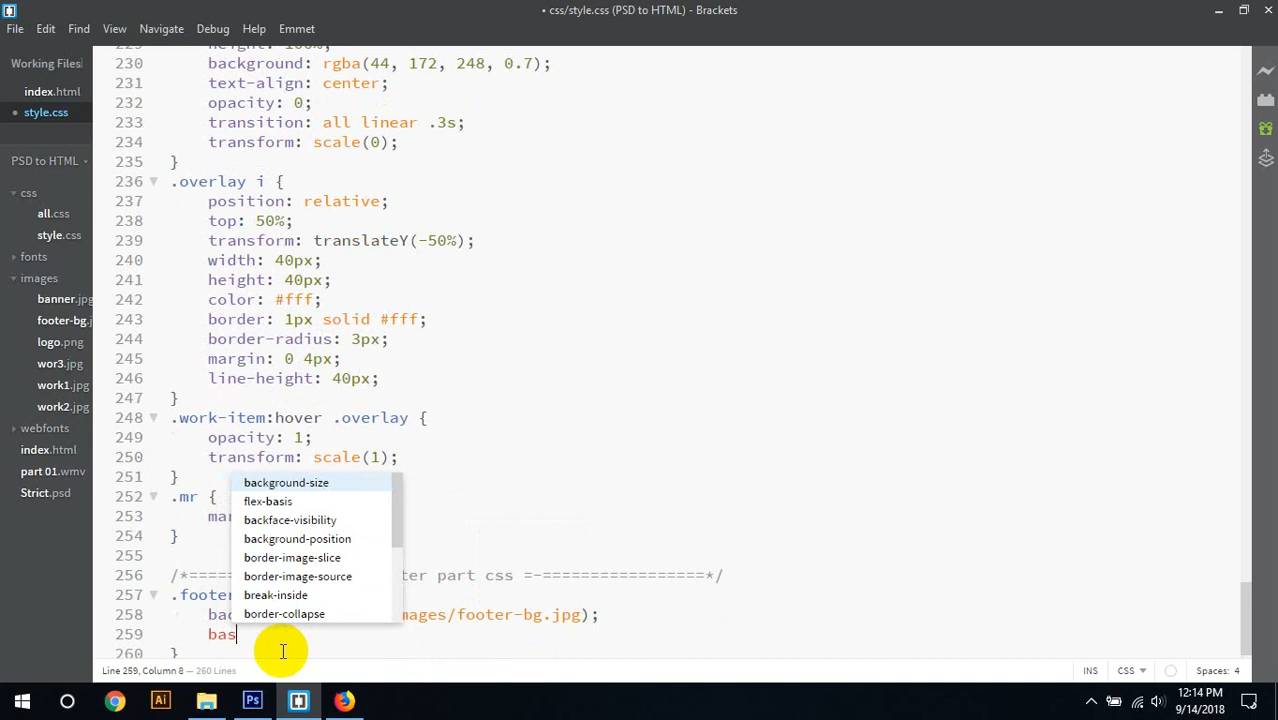 • css/style.css (PSD to HTML) - Brackets
File Edit Find View Navigate Debug Help Emmet
Working Files
index.html
• style.css
PSD to HTML
css
all.css
style.css
fonts
images
banner.jpg
footer-bg.j
logo.png
wor3.jpg
work1.jpg
work2.jpg
webfonts
index.html
part 01.wmv
Strict.psd
229 height: 100%;
230 background: rgba(44, 172, 248, 0.7);
231 text-align: center;
232 opacity: 0;
233 transition: all linear .3s;
234 transform: scale(0);
235 }
236 .overlay i {
237 position: relative;
238 top: 50%;
239 transform: translateY(-50%);
240 width: 40px;
241 height: 40px;
242 color: #fff;
243 border: 1px solid #fff;
244 border-radius: 3px;
245 margin: 0 4px;
246 line-height: 40px;
247 }
248 .work-item:hover .overlay {
249 opacity: 1;
250 transform: scale(1);
251 }
252 .mr {
253 mar
254 }
255
256 /*===== ter part css =-=================*/
257 .footer
258 bac mages/footer-bg.jpg);
259 bas
260 }
background-size
flex-basis
backface-visibility
background-position
border-image-slice
border-image-source
break-inside
border-collapse
Line 259, Column 8 — 260 Lines
INS CSS Spaces: 4
12:14 PM
9/14/2018